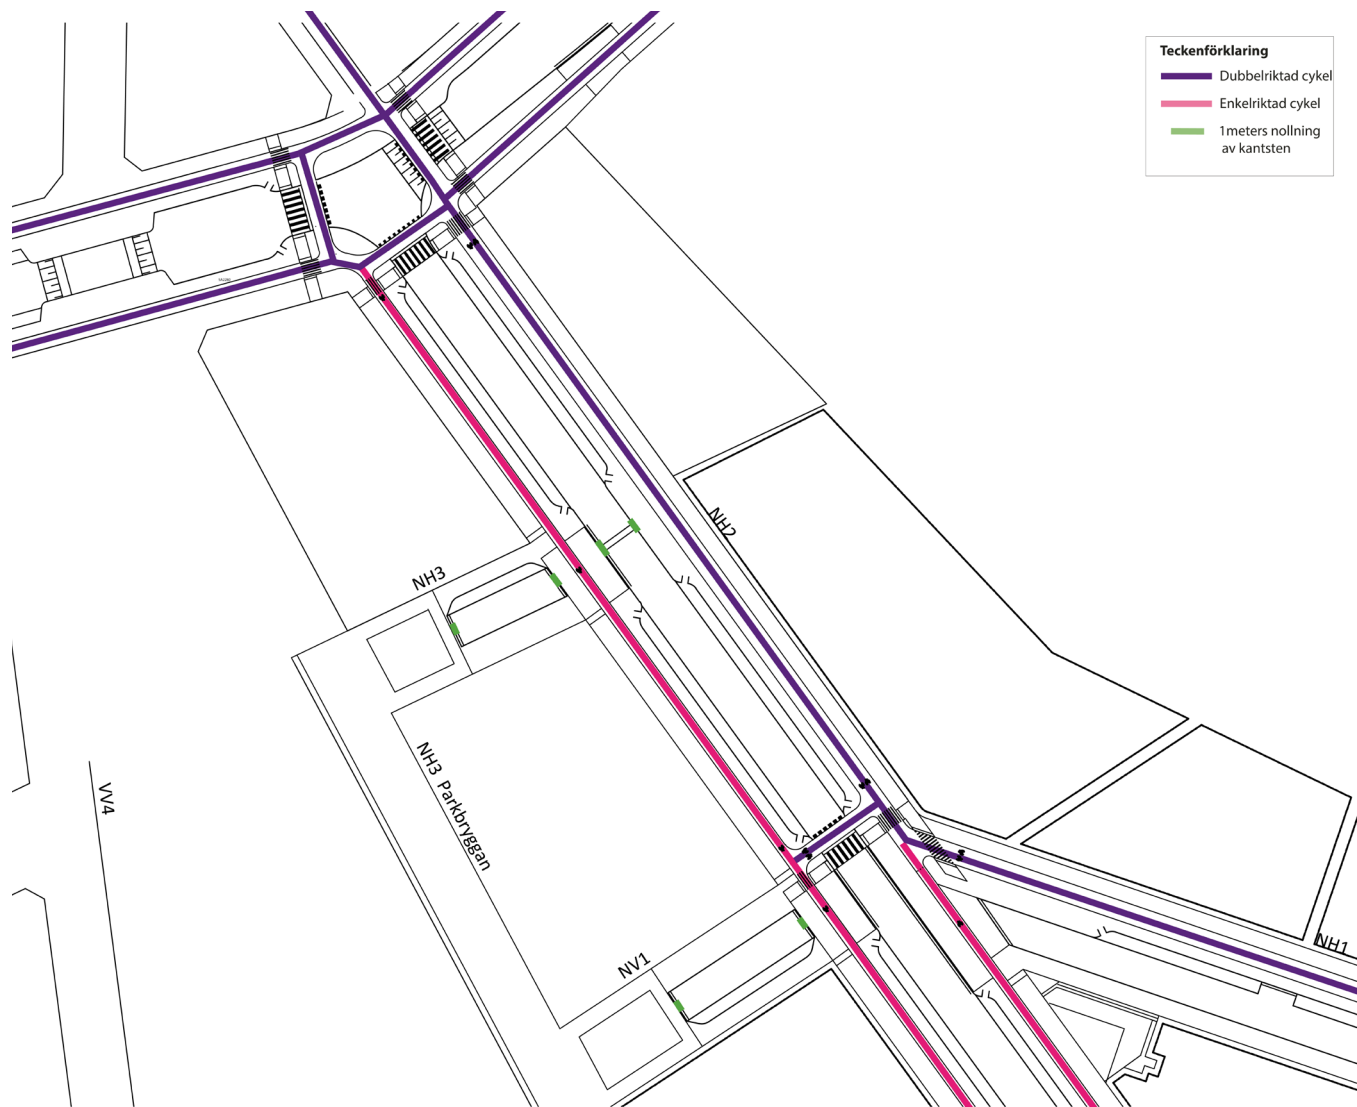 Teckenförklaring
Dubbelriktad cykel
Enkelriktad cykel
1meters nollning
av kantsten
NH2
NH3
NH3 Parkbryggan
VV4
NV1
NH1